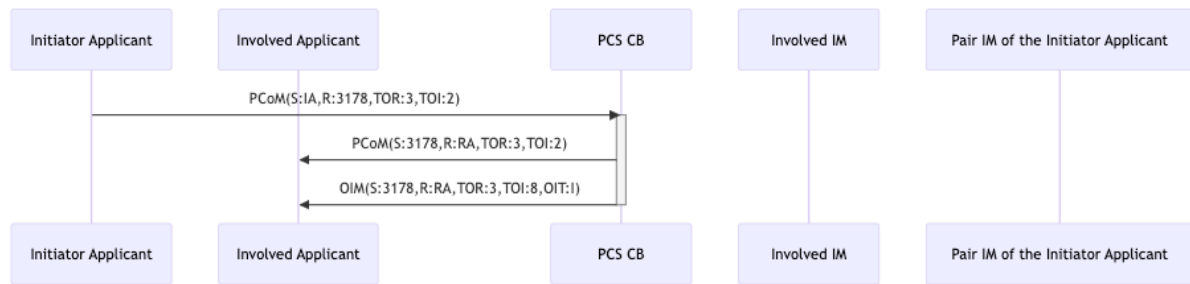 Initiator Applicant
Involved Applicant
PCS CB
Involved IM
Pair IM of the Initiator Applicant
PCoM(S:IA,R:3178,TOR:3,TOI:2)
PCoM(S:3178,R:RA,TOR:3,TOI:2)
OIM(S:3178,R:RA,TOR:3,TOI:8,OIT:I)
Initiator Applicant
Involved Applicant
PCS CB
Involved IM
Pair IM of the Initiator Applicant